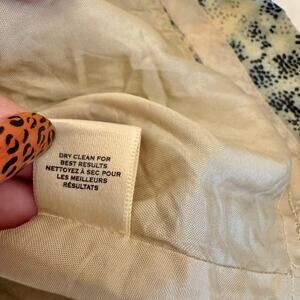 DRY CLEAN FOR
BEST RESULTS
NETTOYEZ À SEC POUR
LES MEILLEURS
RÉSULTATS